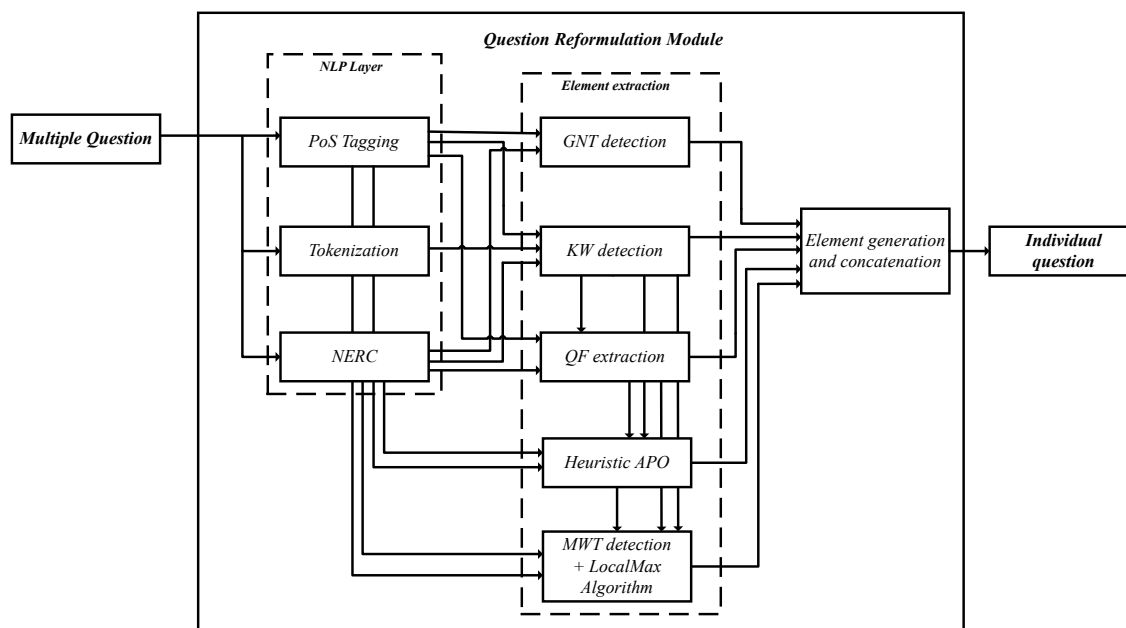 Question Reformulation Module
NLP Layer
Element extraction
Multiple Question
PoS Tagging
GNT detection
Tokenization
KW detection
Element generation
and concatenation
Individual
question
NERC
QF extraction
Heuristic APO
MWT detection
+ LocalMax
Algorithm